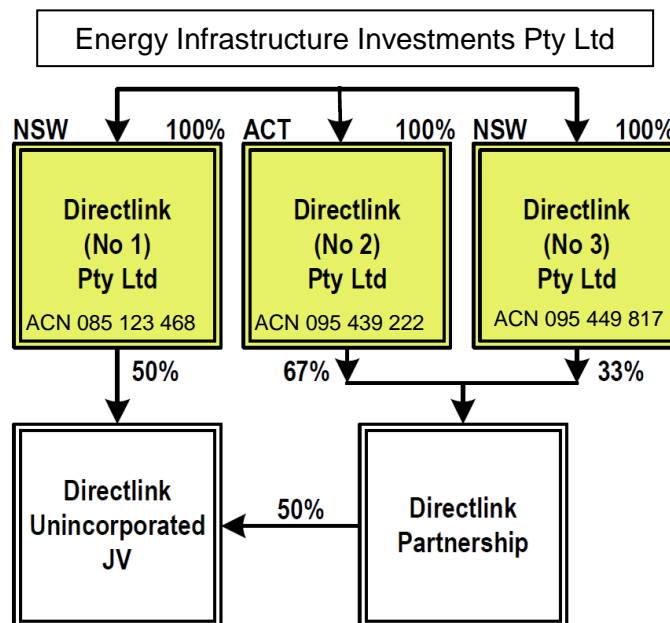 Energy Infrastructure Investments Pty Ltd
NSW 100% ACT 100% NSW 100%
Directlink
(No 1)
Pty Ltd
ACN 085 123 468
Directlink
(No 2)
Pty Ltd
ACN 095 439 222
Directlink
(No 3)
Pty Ltd
ACN 095 449 817
50% 67% 33%
Directlink
Unincorporated
JV
50%
Directlink
Partnership